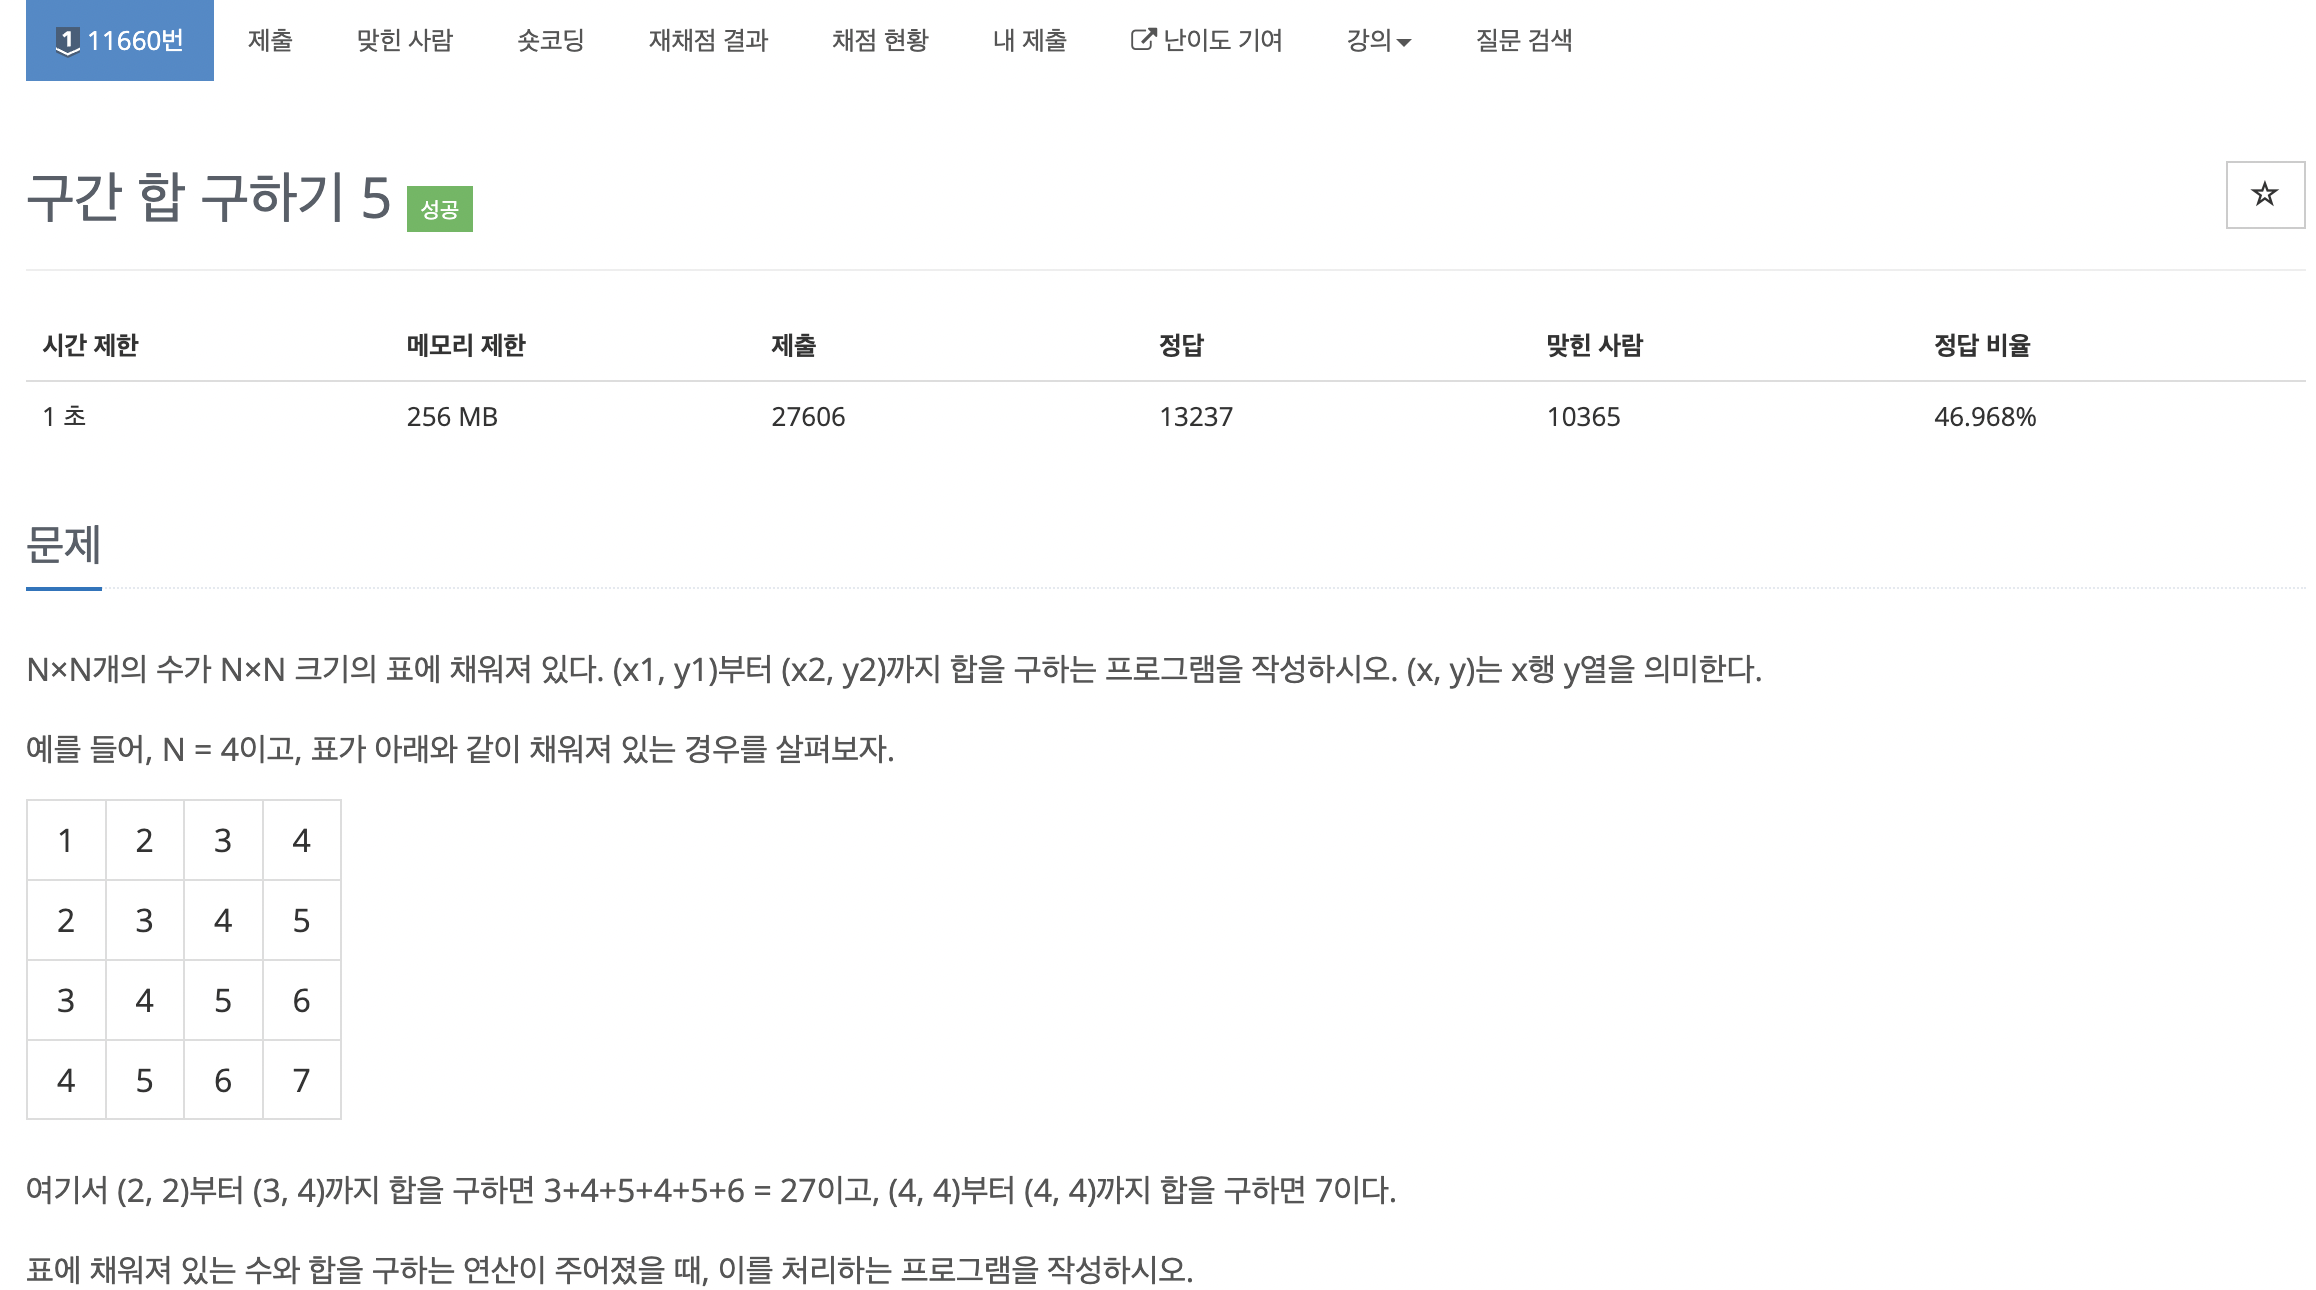 1 11660번 제출 맞힌 사람 숏코딩 재채점 결과 채점 현황 내 제출 난이도 기여 강의 질문 검색
구간 합 구하기 5 성공
시간 제한 메모리 제한 제출 정답 맞힌 사람 정답 비율
1 초 256 MB 27606 13237 10365 46.968%
문제
N×N개의 수가 N×N 크기의 표에 채워져 있다. (x1, y1)부터 (x2, y2)까지 합을 구하는 프로그램을 작성하시오. (x, y)는 x행 y열을 의미한다.
예를 들어, N = 4이고, 표가 아래와 같이 채워져 있는 경우를 살펴보자.
1 2 3 4
2 3 4 5
3 4 5 6
4 5 6 7
여기서 (2, 2)부터 (3, 4)까지 합을 구하면 3+4+5+4+5+6 = 27이고, (4, 4)부터 (4, 4)까지 합을 구하면 7이다.
표에 채워져 있는 수와 합을 구하는 연산이 주어졌을 때, 이를 처리하는 프로그램을 작성하시오.